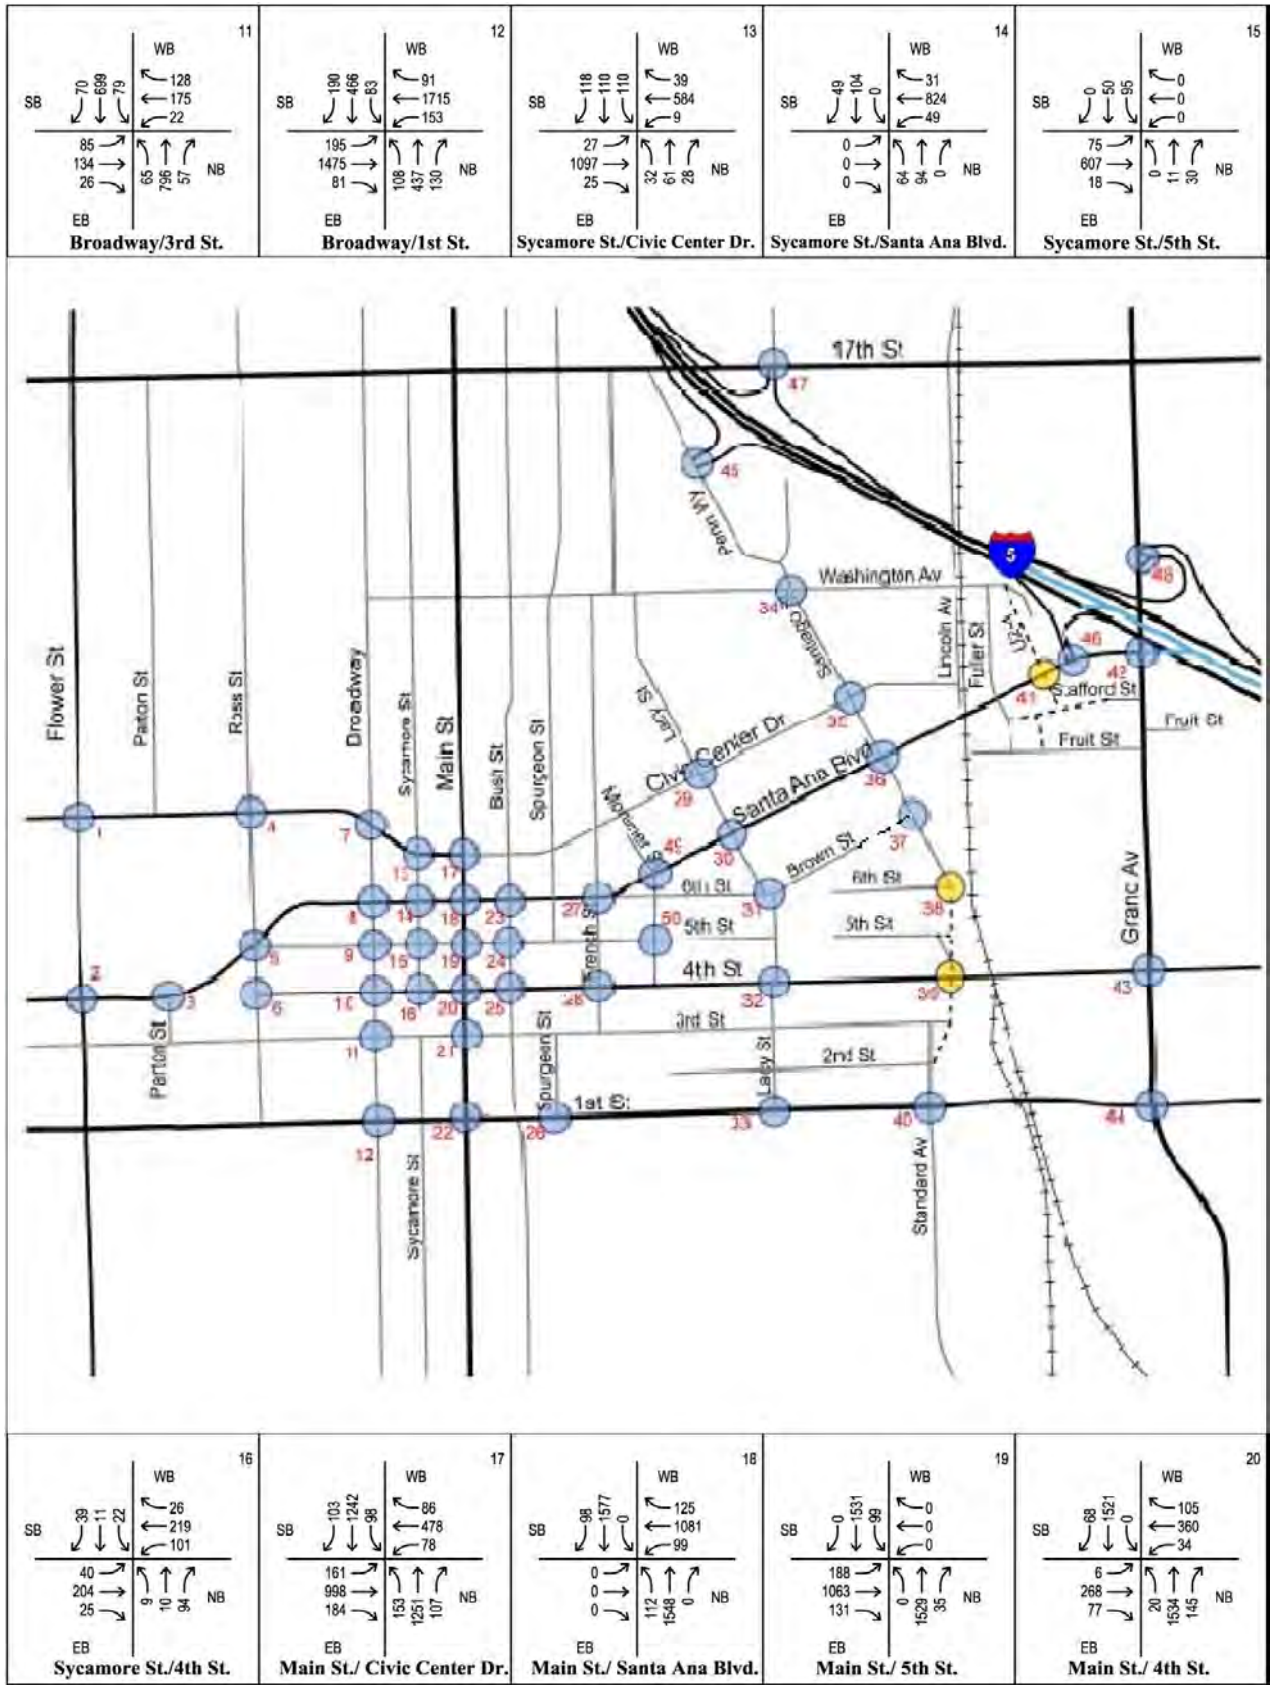 11
WB
70 699 79
128
SB
175
22
85
134
26
65 796 57
NB
EB
Broadway/3rd St.
12
WB
190 466 83
91
SB
1715
153
195
1475
81
108 437 130
NB
EB
Broadway/1st St.
13
WB
118 110 110
39
SB
584
9
27
1097
25
32 61 28
NB
EB
Sycamore St./Civic Center Dr.
14
WB
49 104 0
31
SB
824
49
0
0
0
64 94 0
NB
EB
Sycamore St./Santa Ana Blvd.
15
WB
0 50 95
0
SB
0
0
75
607
18
0 11 30
NB
EB
Sycamore St./5th St.
17th St
47
45
Penn Wy
5
48
Washington Av
34
Santiago
Lincoln Av
Fuller St
46
42
41
Stafford St
Fruit St
Fruit St
Flower St
Parton St
Ross St
Broadway
Sycamore St
Main St
Bush St
Spurgeon St
Lacy St
Civic Center Dr
Santa Ana Blvd
29
36
1
4
7
17
49
30
Brown St
37
6th St
6th St
38
8
14
18
23
27
31
50
5th St
5th St
5
9
15
19
24
French St
4th St
Grand Av
2
3
6
16
20
25
32
43
3rd St
11
21
Parton St
Spurgeon St
Lacy St
2nd St
1st St
12
22
26
33
40
44
Sycamore St
Standard Av
16
WB
39 11 22
26
SB
219
101
40
204
25
9 10 94
NB
EB
Sycamore St./4th St.
17
WB
103 1242 98
86
SB
478
78
161
998
184
153 1251 107
NB
EB
Main St./ Civic Center Dr.
18
WB
98 1577 0
125
SB
1081
99
0
0
0
112 1548 0
NB
EB
Main St./ Santa Ana Blvd.
19
WB
0 1531 99
0
SB
0
0
188
1063
131
0 1529 35
NB
EB
Main St./ 5th St.
20
WB
68 1521 0
105
SB
360
34
6
268
77
20 1534 145
NB
EB
Main St./ 4th St.